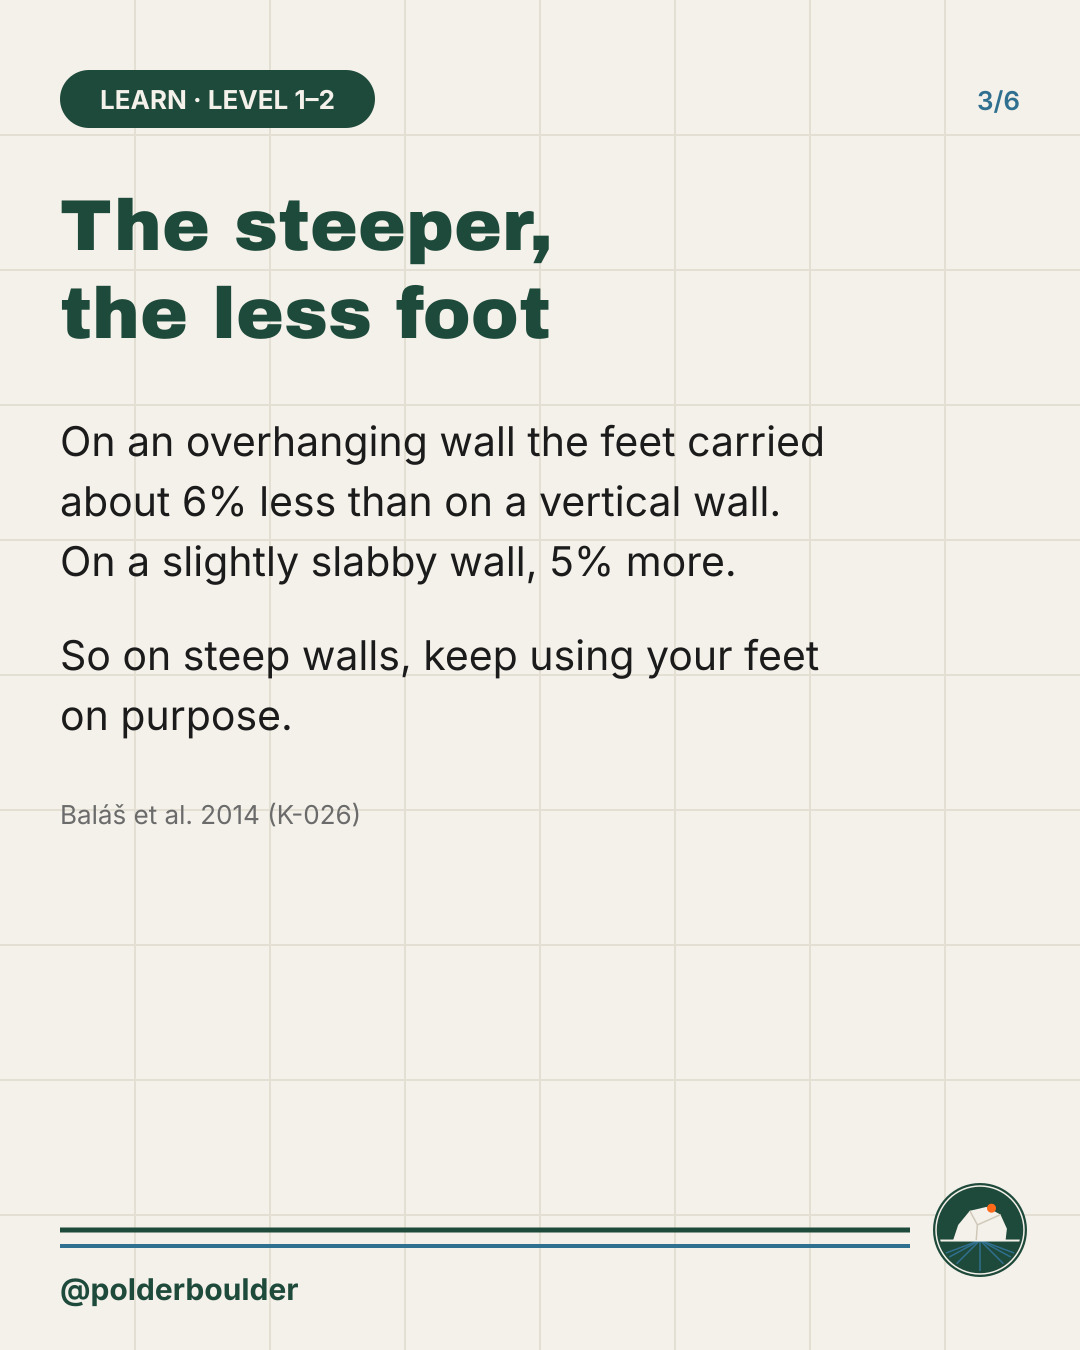 LEARN · LEVEL 1–2
3/6
The steeper,
the less foot
On an overhanging wall the feet carried
about 6% less than on a vertical wall.
On a slightly slabby wall, 5% more.
So on steep walls, keep using your feet
on purpose.
Baláš et al. 2014 (K-026)
@polderboulder